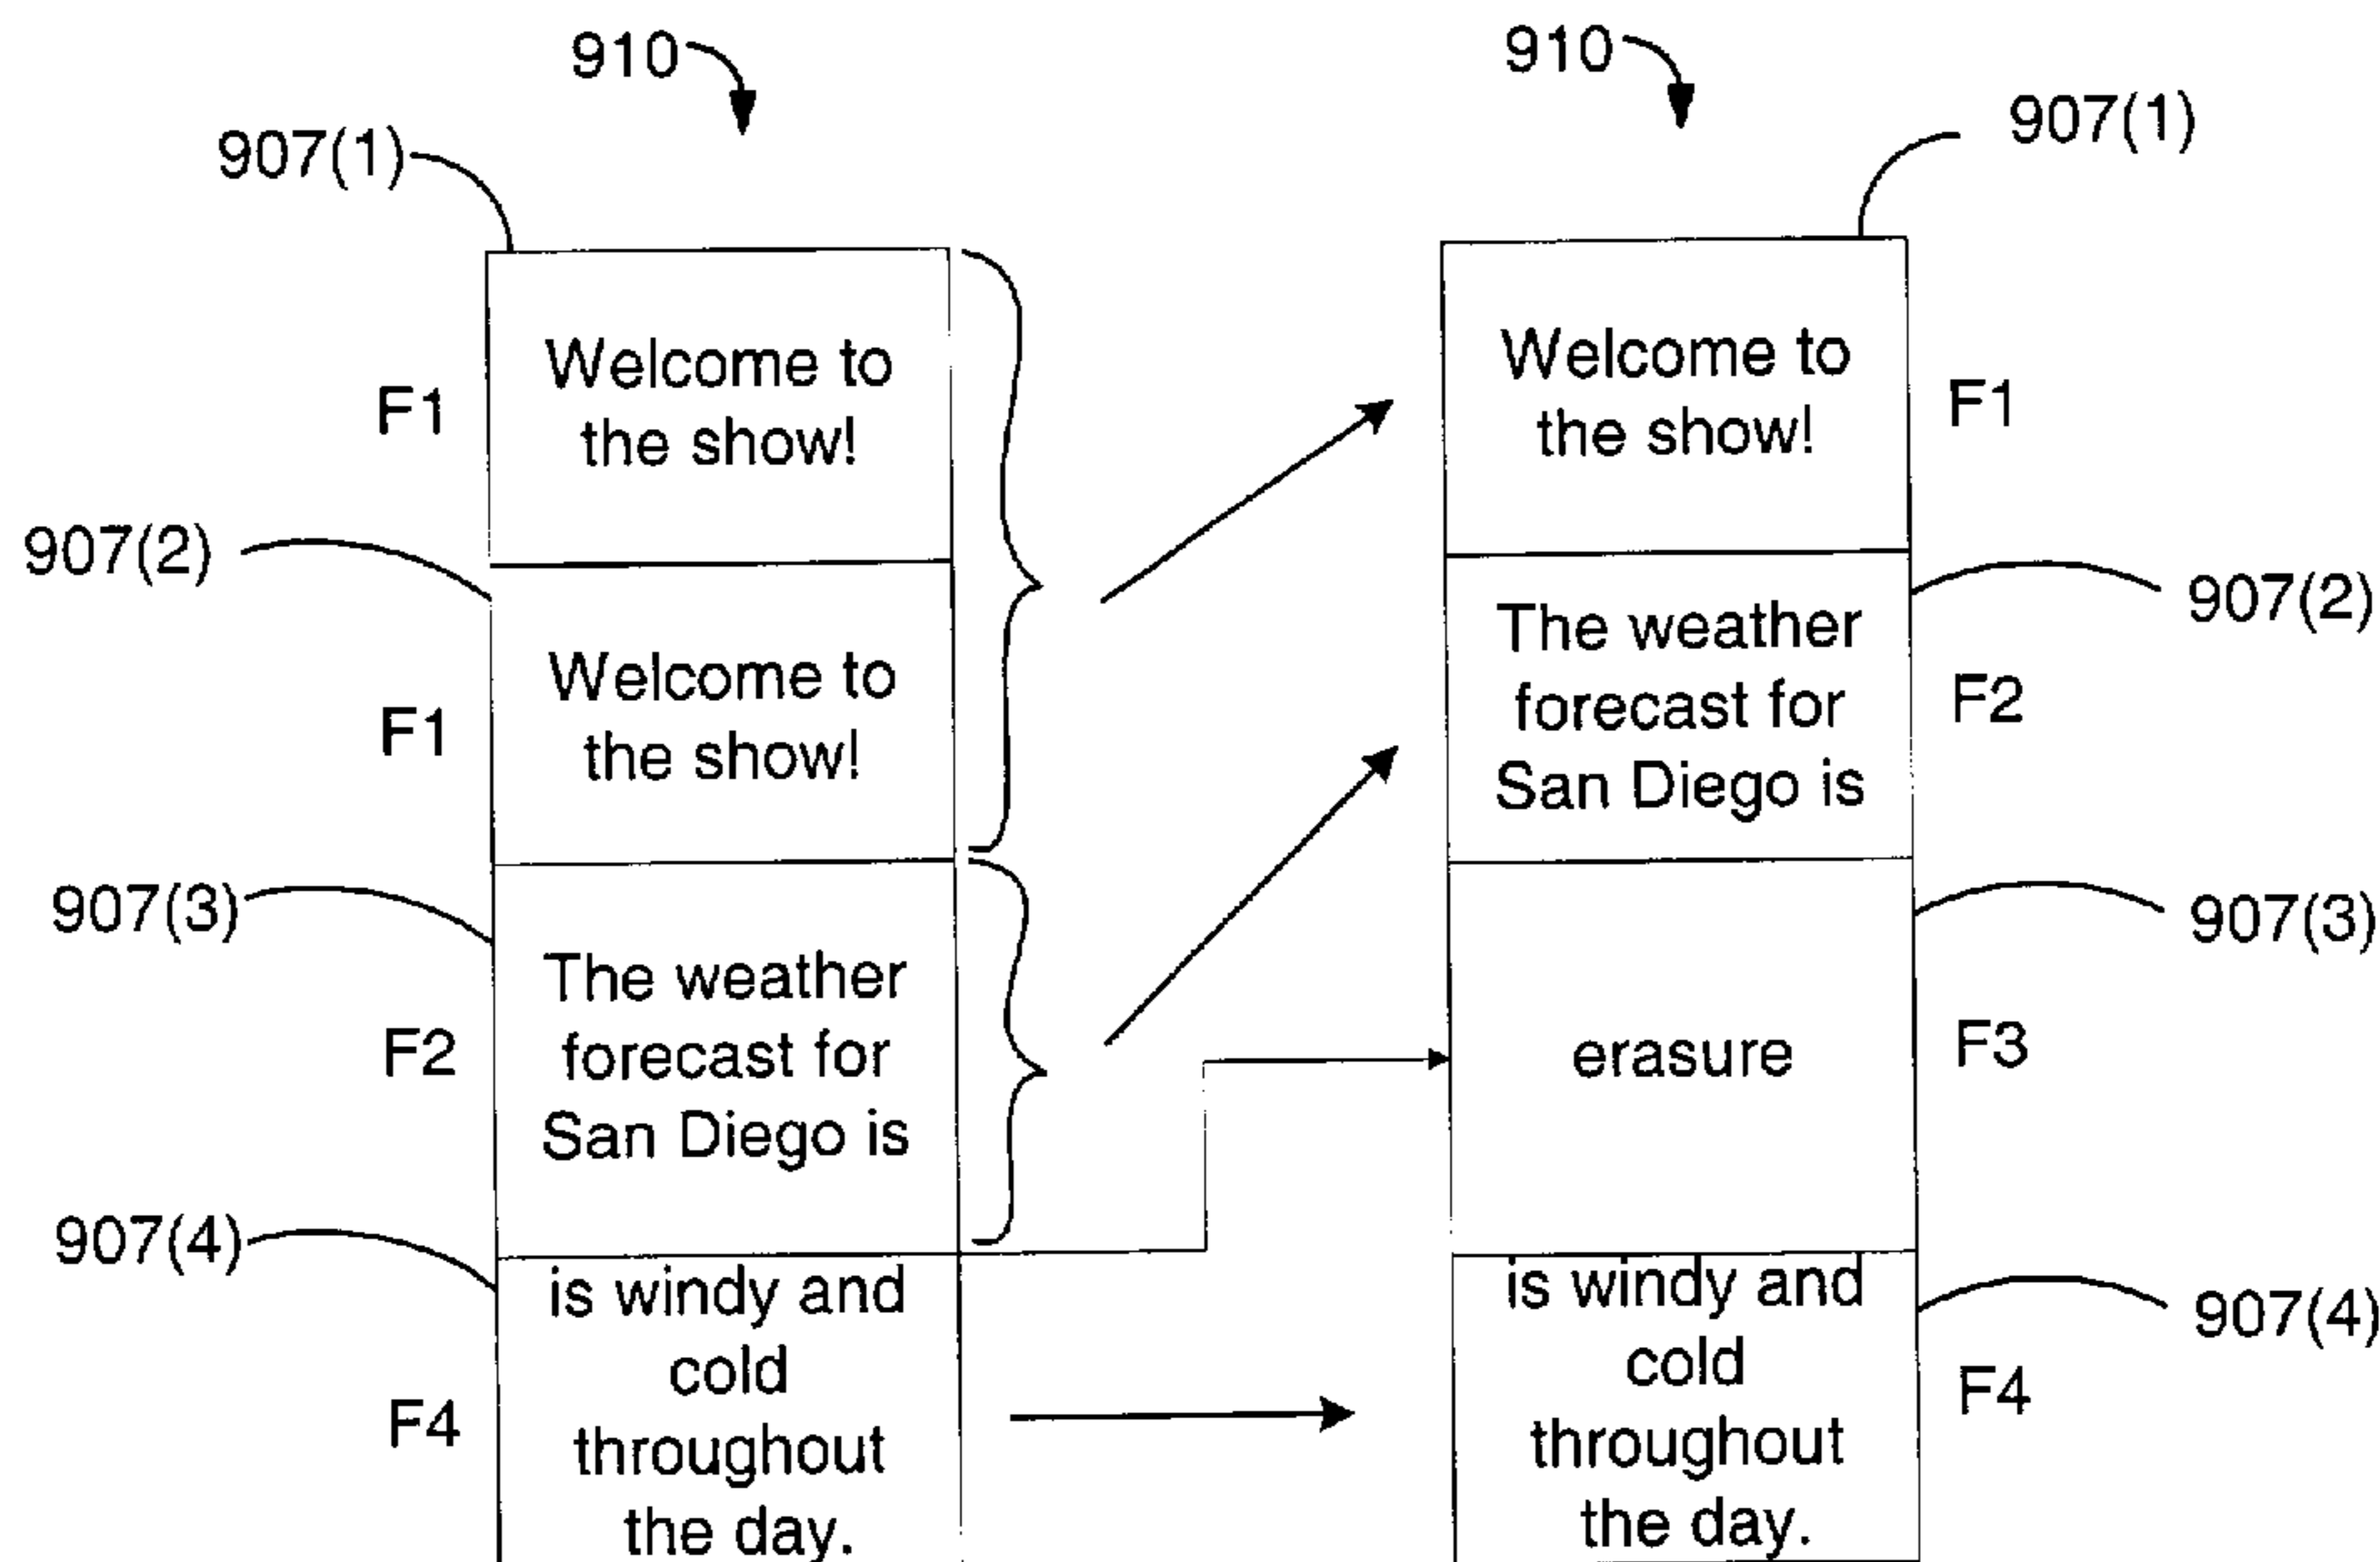 910
907(1)
F1
Welcome to
the show!
907(2)
F1
Welcome to
the show!
907(3)
F2
The weather
forecast for
San Diego is
907(4)
F4
is windy and
cold
throughout
the day.
910
907(1)
Welcome to
the show!
F1
907(2)
The weather
forecast for
San Diego is
F2
907(3)
erasure
F3
907(4)
is windy and
cold
throughout
the day.
F4